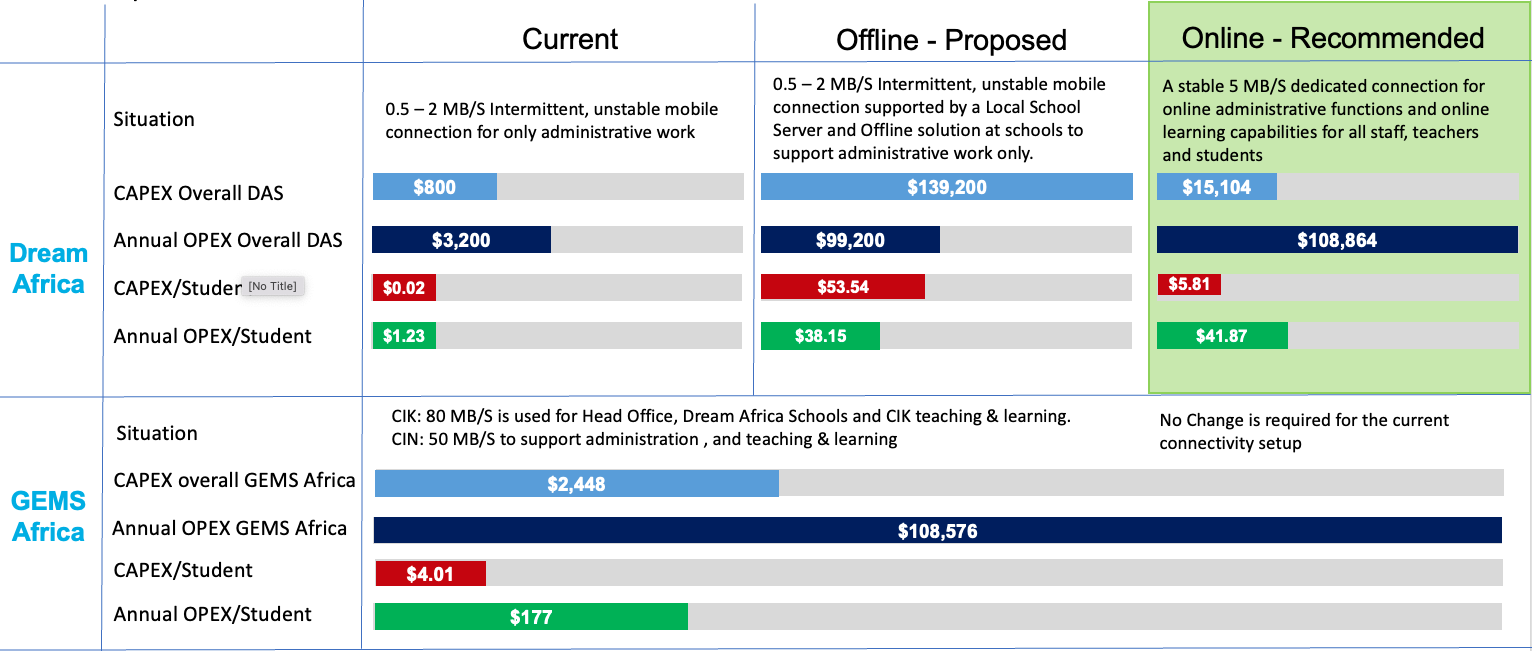 Current
Offline - Proposed
Online - Recommended
Dream
Africa
Situation
0.5 – 2 MB/S Intermittent, unstable mobile
connection for only administrative work
0.5 – 2 MB/S Intermittent, unstable mobile
connection supported by a Local School
Server and Offline solution at schools to
support administrative work only.
A stable 5 MB/S dedicated connection for
online administrative functions and online
learning capabilities for all staff, teachers
and students
CAPEX Overall DAS
$800
$139,200
$15,104
Annual OPEX Overall DAS
$3,200
$99,200
$108,864
CAPEX/Studen
[No Title]
$0.02
$53.54
$5.81
Annual OPEX/Student
$1.23
$38.15
$41.87
GEMS
Africa
Situation
CIK: 80 MB/S is used for Head Office, Dream Africa Schools and CIK teaching & learning.
CIN: 50 MB/S to support administration , and teaching & learning
No Change is required for the current
connectivity setup
CAPEX overall GEMS Africa
$2,448
Annual OPEX GEMS Africa
$108,576
CAPEX/Student
$4.01
Annual OPEX/Student
$177